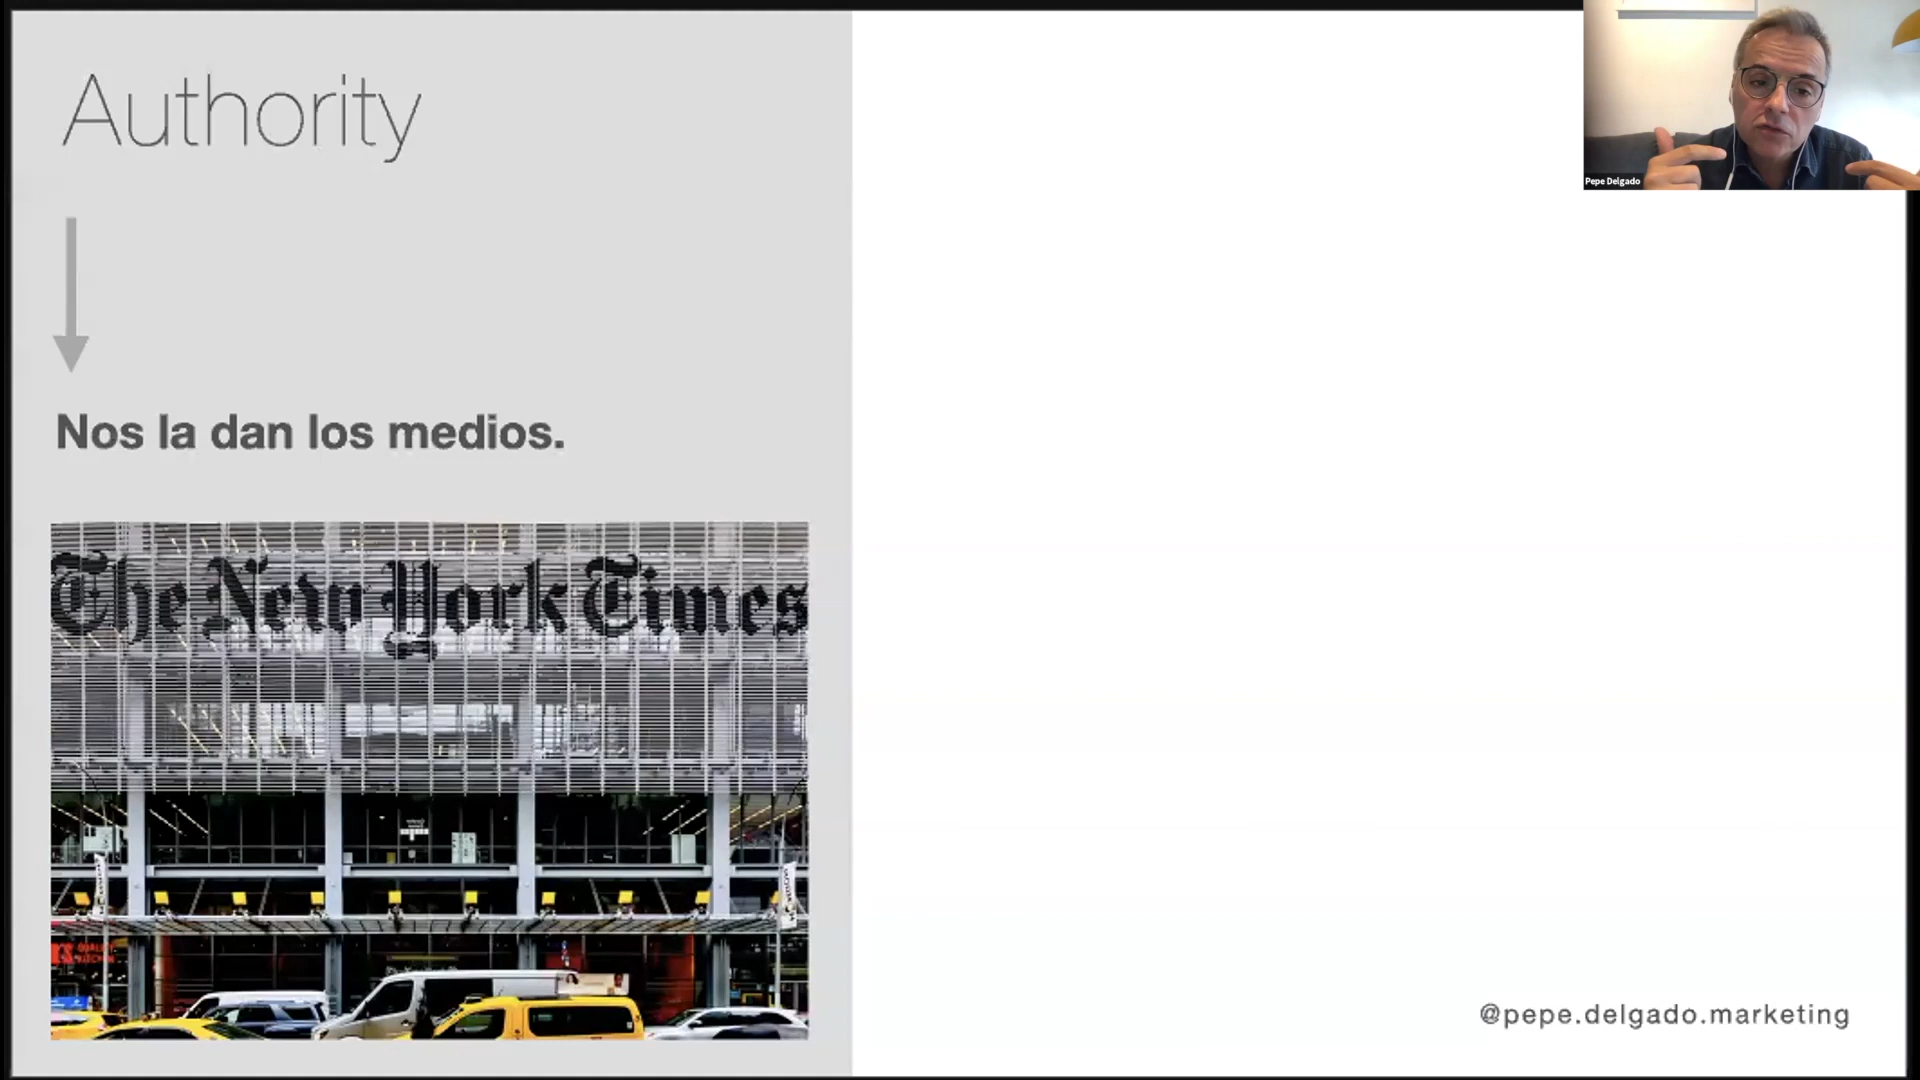 Authority
Pepe Delgado
Nos la dan los medios.
The New York Times
@pepe.delgado.marketing